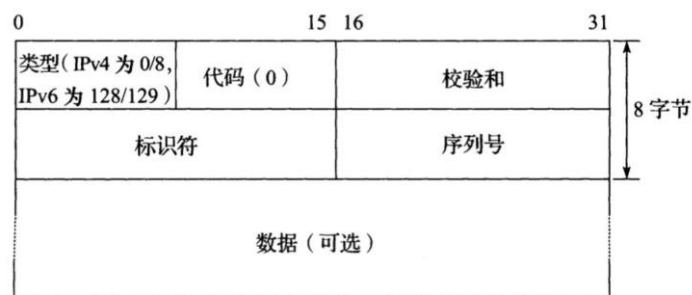 0 15 16 31
类型(IPv4 为 0/8,
IPv6 为 128/129)
代码(0)
校验和
8 字节
标识符
序列号
数据(可选)